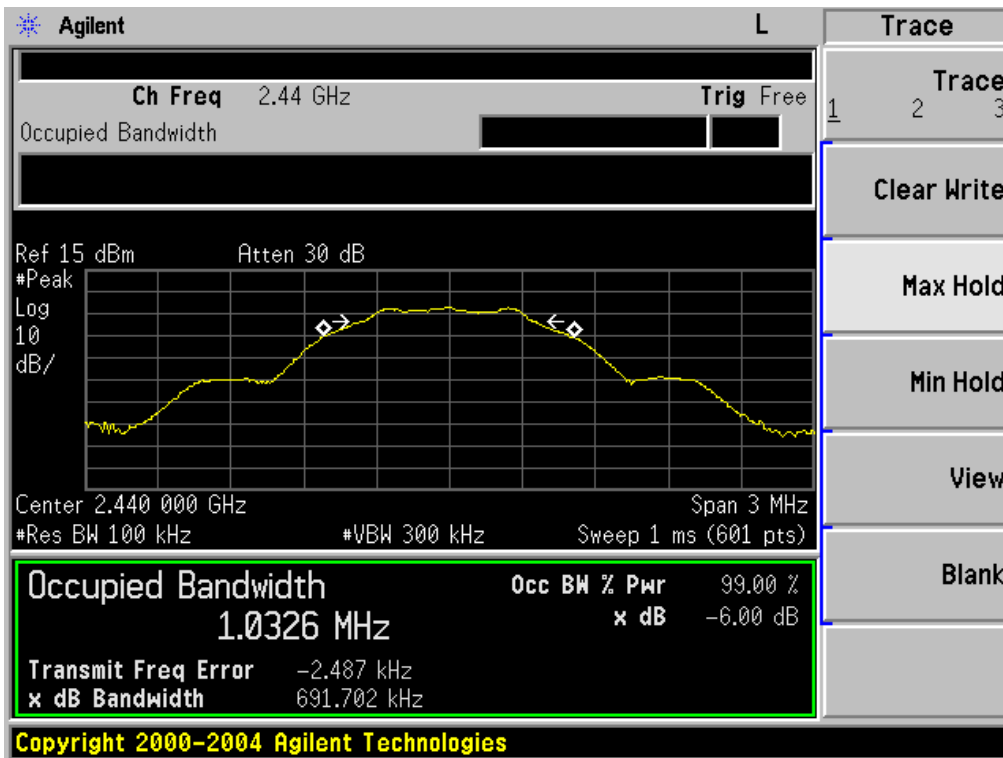 Agilent L Trace
Ch Freq 2.44 GHz Trig Free
Occupied Bandwidth
Trace
1 2 3
Clear Write
Ref 15 dBm Atten 30 dB
#Peak
Log
10
dB/
Max Hold
Min Hold
View
Center 2.440 000 GHz Span 3 MHz
#Res BW 100 kHz #VBW 300 kHz Sweep 1 ms (601 pts)
Blank
Occupied Bandwidth Occ BW % Pwr 99.00 %
1.0326 MHz x dB -6.00 dB
Transmit Freq Error -2.487 kHz
x dB Bandwidth 691.702 kHz
Copyright 2000-2004 Agilent Technologies